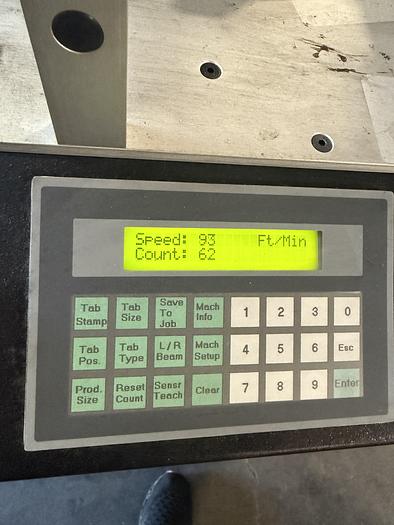 Speed: 93 Ft/Min
Count: 62
Tab Stamp
Tab Size
Save To Job
Mach Info
1 2 3 0
Tab Pos.
Tab Type
L/R Beam
Mach Setup
4 5 6 Esc
Prod. Size
Reset Count
Sensr Teach
Clear
7 8 9 Enter